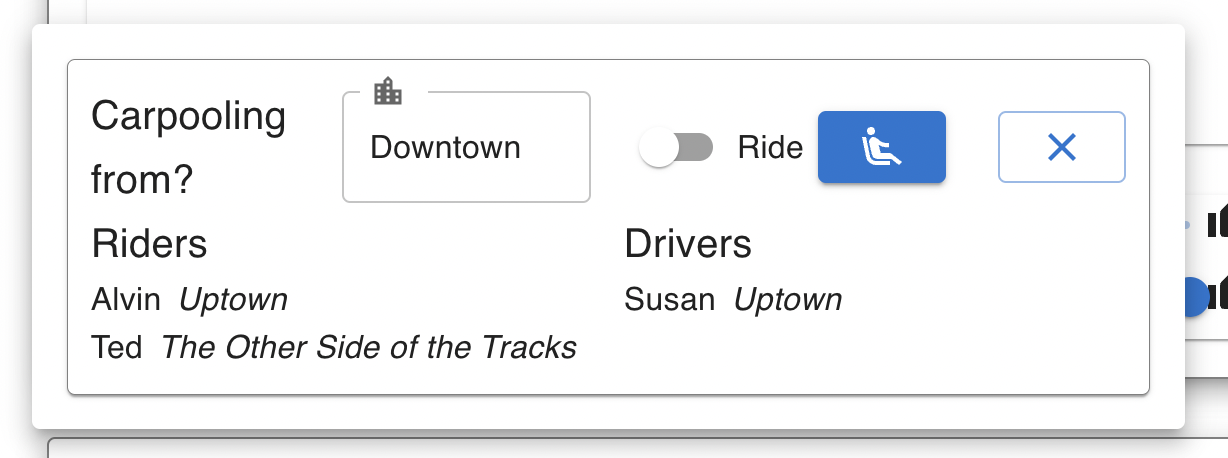 Carpooling
from?
Downtown
Ride
Riders
Drivers
Alvin Uptown
Susan Uptown
Ted The Other Side of the Tracks